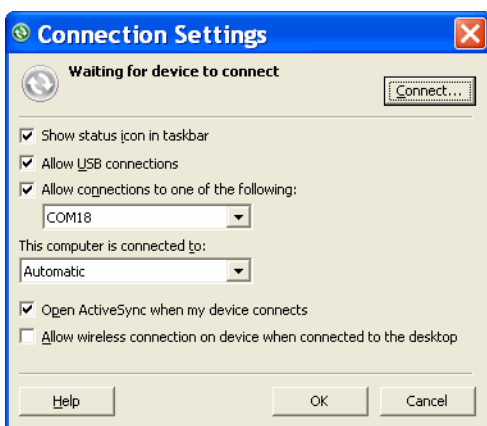 Connection Settings
Waiting for device to connect
Connect...
Show status icon in taskbar
Allow USB connections
Allow connections to one of the following:
COM18
This computer is connected to:
Automatic
Open ActiveSync when my device connects
Allow wireless connection on device when connected to the desktop
Help OK Cancel